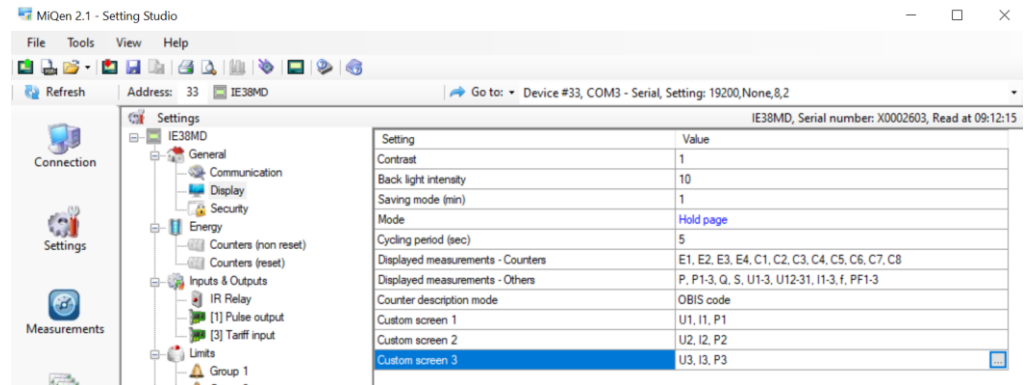 MiQen 2.1 - Setting Studio
File Tools View Help
Refresh Address: 33 IE38MD Go to: Device #33, COM3 - Serial, Setting: 19200,None,8,2
Settings IE38MD, Serial number: X0002603, Read at 09:12:15
Connection
Settings
Measurements
IE38MD
General
Communication
Display
Security
Energy
Counters (non reset)
Counters (reset)
Inputs & Outputs
IR Relay
[1] Pulse output
[3] Tariff input
Limits
Group 1
Setting Value
Contrast 1
Back light intensity 10
Saving mode (min) 1
Mode Hold page
Cycling period (sec) 5
Displayed measurements - Counters E1, E2, E3, E4, C1, C2, C3, C4, C5, C6, C7, C8
Displayed measurements - Others P, P1-3, Q, S, U1-3, U12-31, I1-3, f, PF1-3
Counter description mode OBIS code
Custom screen 1 U1, I1, P1
Custom screen 2 U2, I2, P2
Custom screen 3 U3, I3, P3 ...